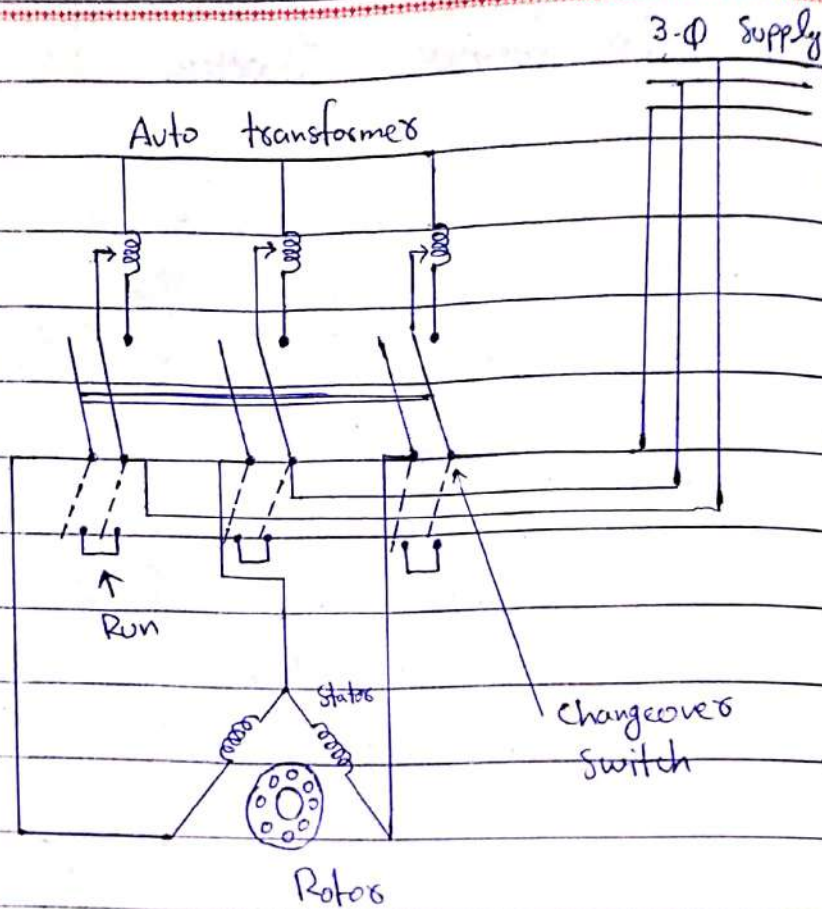 3-Φ Supply
Auto transformer
Run
Stator
Changeover
Switch
Rotor